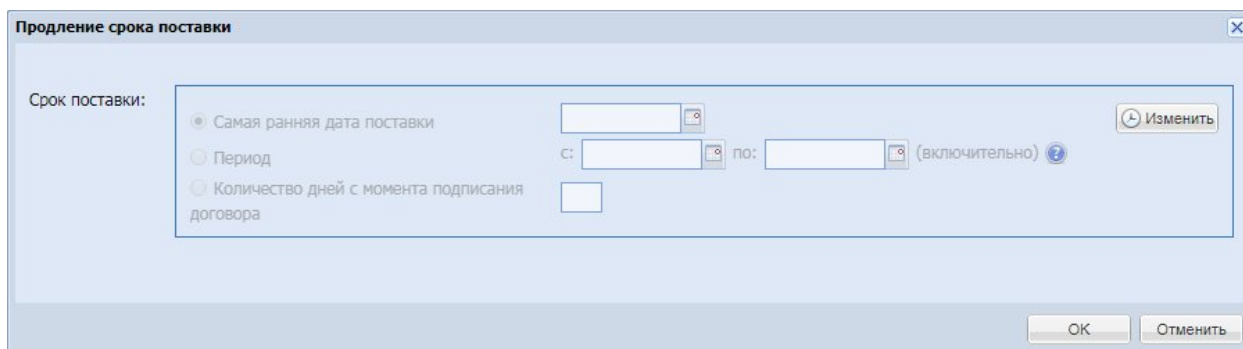 Продление срока поставки
Срок поставки:
Самая ранняя дата поставки
Изменить
Период
с:
по:
(включительно) ?
Количество дней с момента подписания
договора
OK
Отменить